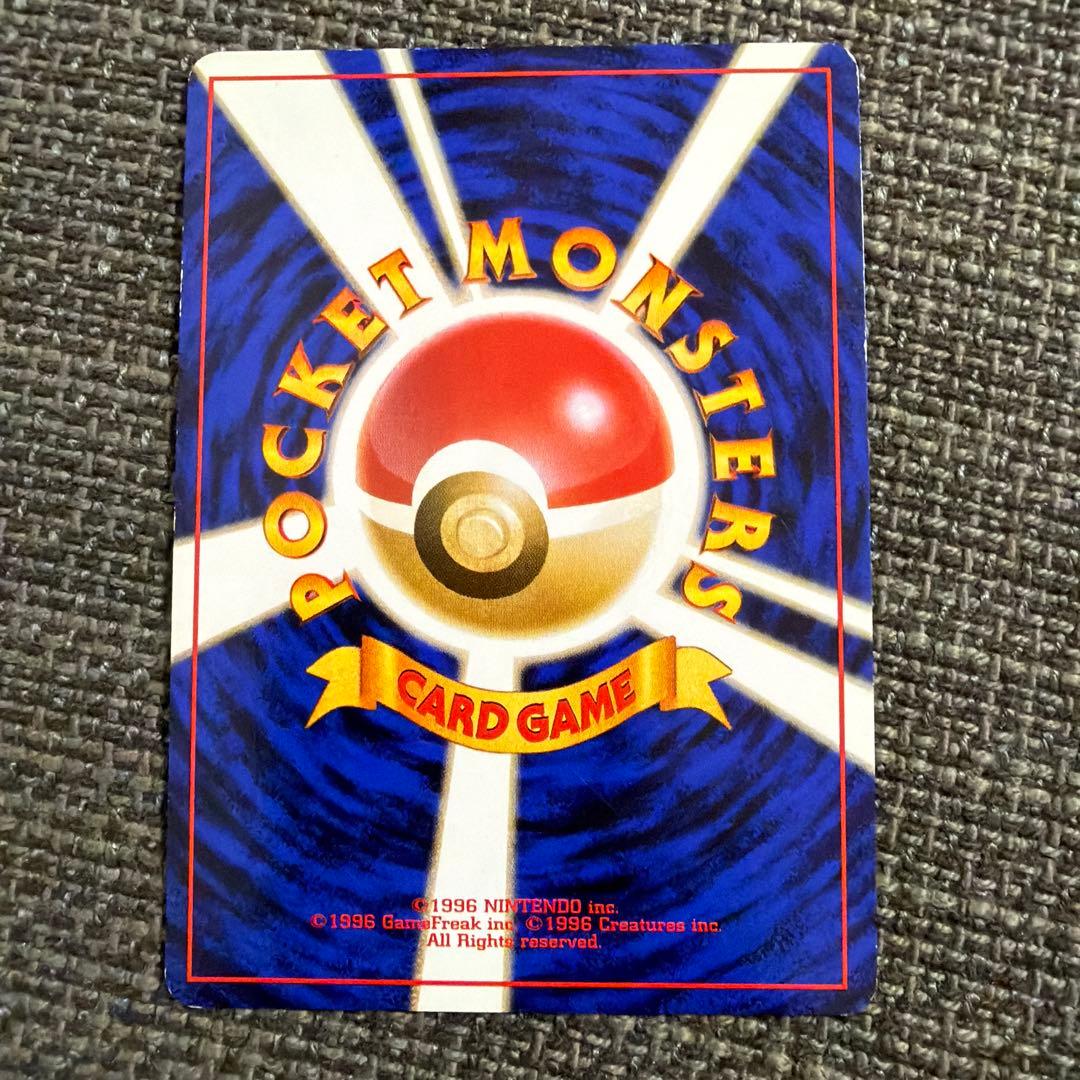 POCKET MONSTERS
CARD GAME
©1996 NINTENDO inc.
©1996 GameFreak inc. ©1996 Creatures inc.
All Rights reserved.